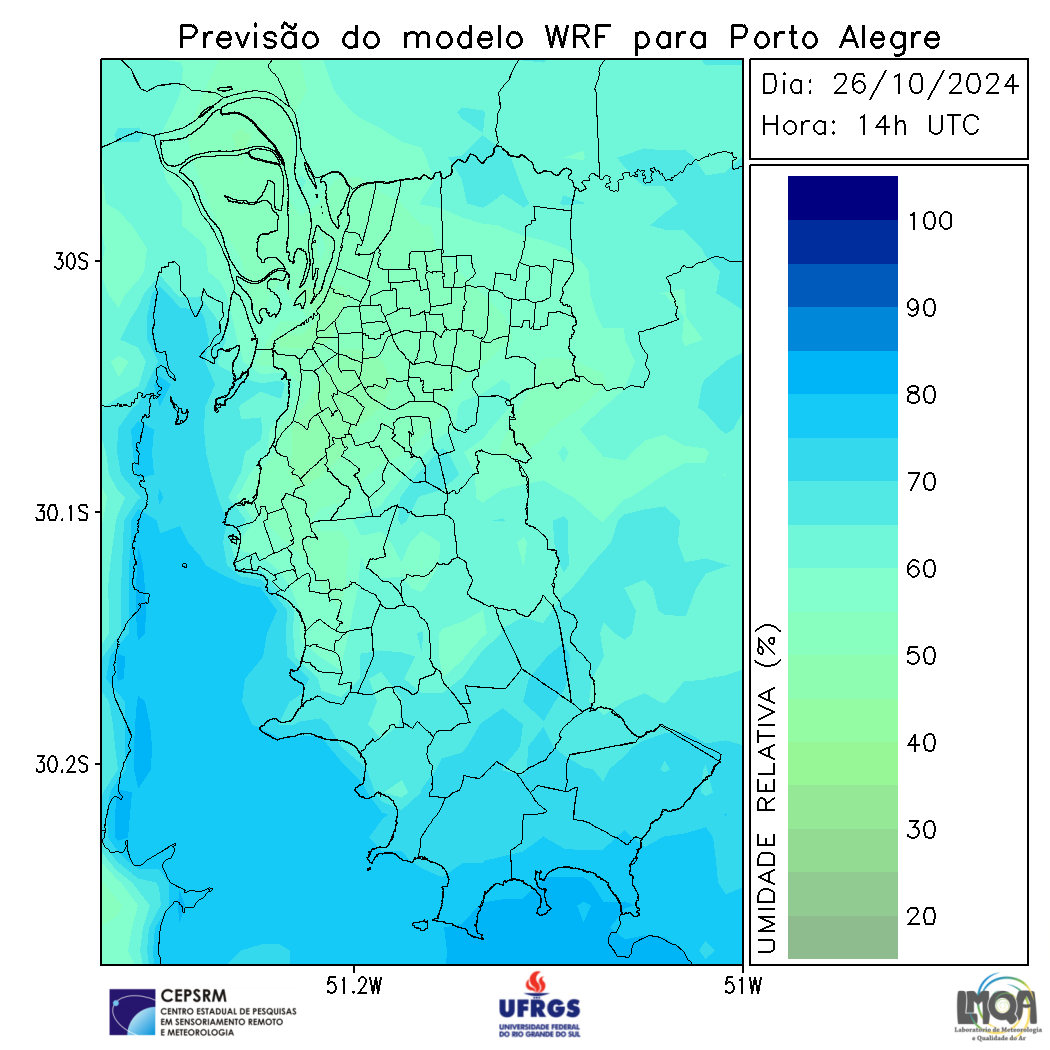 Previsão do modelo WRF para Porto Alegre
Dia: 26/10/2024
Hora: 14h UTC
100
90
80
70
60
50
40
30
20
UMIDADE RELATIVA (%)
30S
30.1S
30.2S
51.2W
51W
CEPSRM
CENTRO ESTADUAL DE PESQUISAS
EM SENSORIAMENTO REMOTO
E METEOROLOGIA
UFRGS
UNIVERSIDADE FEDERAL
DO RIO GRANDE DO SUL
LMQA
Laboratório de Meteorologia
e Qualidade do Ar